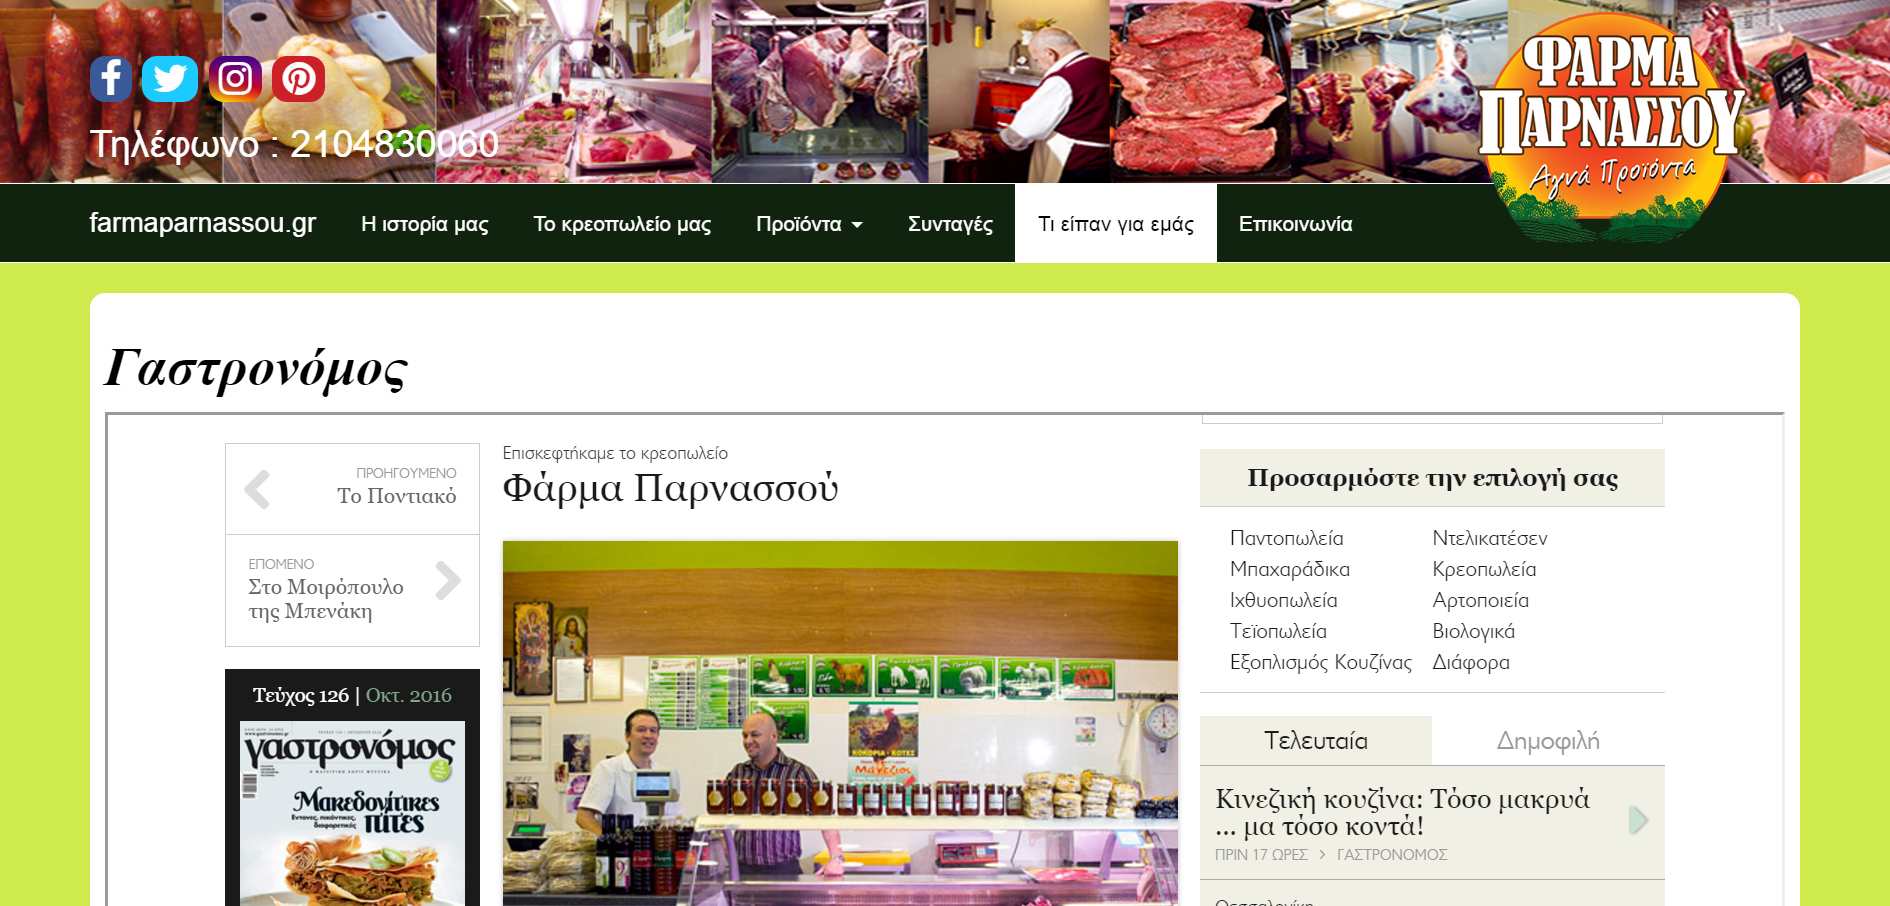 ΦΑΡΜΑ
ΠΑΡΝΑΣΣΟΥ
Αγνά Προϊόντα
Τηλέφωνο : 2104830060
farmaparnassou.gr
Η ιστορία μας
Το κρεοπωλείο μας
Προϊόντα
Συνταγές
Τι είπαν για εμάς
Επικοινωνία
Γαστρονόμος
ΠΡΟΗΓΟΥΜΕΝΟ
Το Ποντιακό
ΕΠΟΜΕΝΟ
Στο Μοιρόπουλο
της Μπενάκη
Τεύχος 126 | Οκτ. 2016
γαστρονόμος
Μακεδονίτικες
πίτες
Επισκεφτήκαμε το κρεοπωλείο
Φάρμα Παρνασσού
ΚΟΚΟΡΙΑ - ΚΟΤΕΣ
Προσαρμόστε την επιλογή σας
Παντοπωλεία
Ντελικατέσεν
Μπαχαράδικα
Κρεοπωλεία
Ιχθυοπωλεία
Αρτοποιεία
Τεϊοπωλεία
Βιολογικά
Εξοπλισμός Κουζίνας
Διάφορα
Τελευταία
Δημοφιλή
Κινεζική κουζίνα: Τόσο μακρυά
... μα τόσο κοντά!
ΠΡΙΝ 17 ΩΡΕΣ > ΓΑΣΤΡΟΝΟΜΟΣ
Θεσσαλονίκη